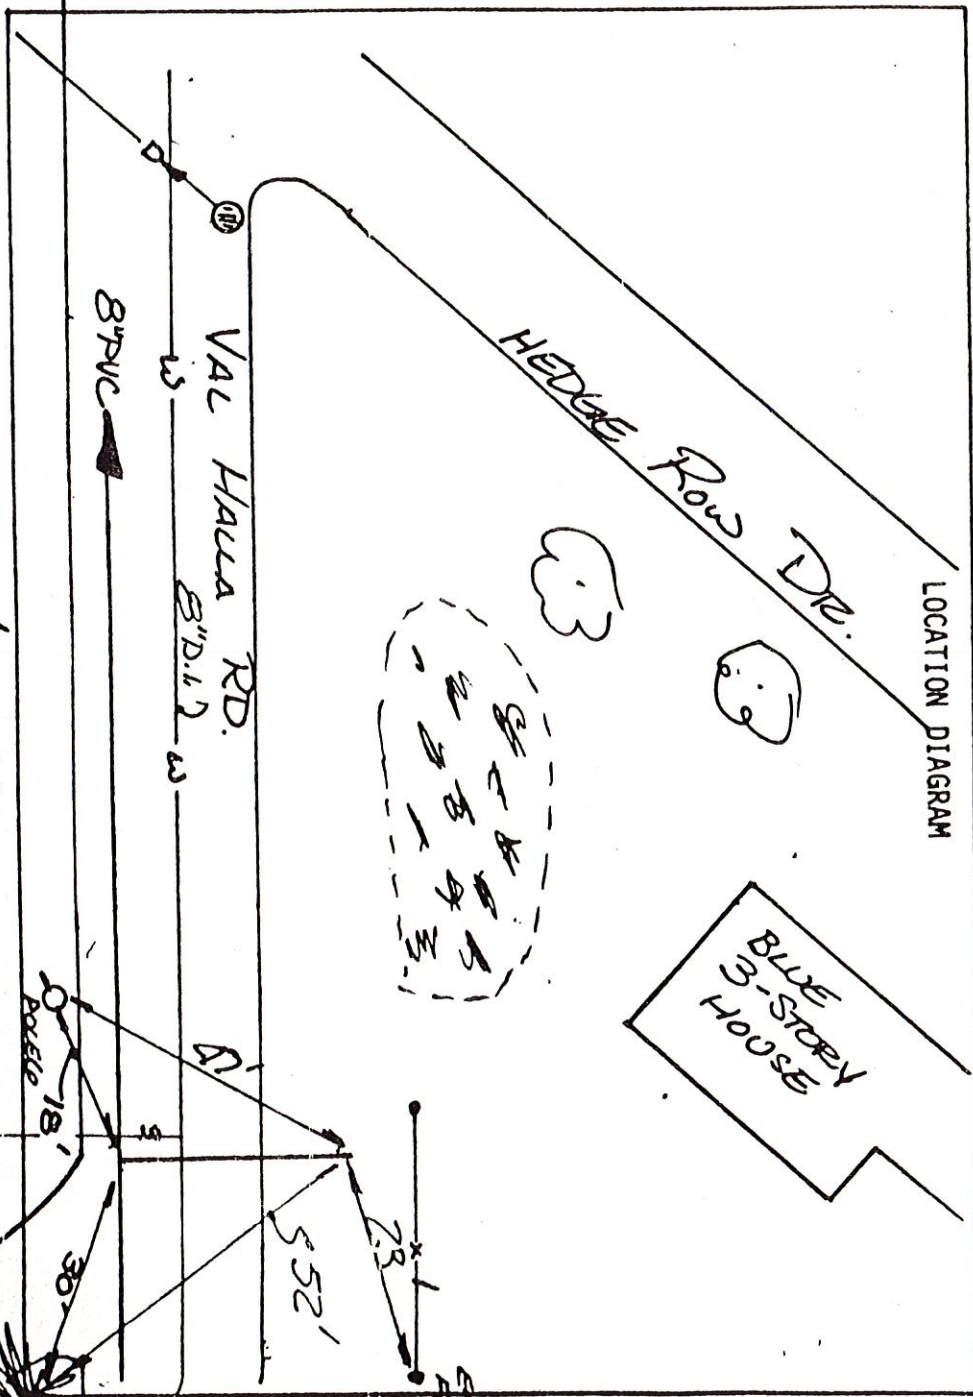 LOCATION DIAGRAM
HEDGE ROW DR.
BLUE
3-STORY
HOUSE
VAL HALLA RD.
W
8"D.I.?
W
8"PVC
D
S
18'
30'
23'
52'